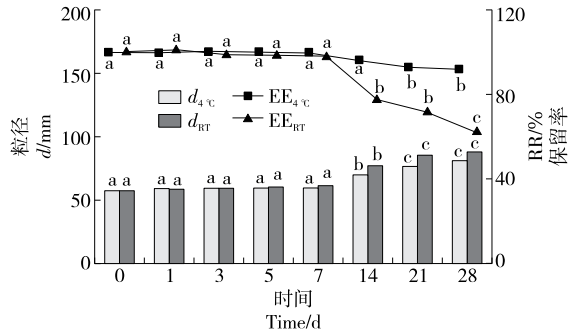 200
150
100
50
0
粒径
d/mm
120
80
40
0
RR/%
保留率
d4 ℃
EE4 ℃
dRT
EERT
a a a a a a a a
a a a a a a b c
a a a a a a b b
a a a a a a a a a a b b c c c c
0 1 3 5 7 14 21 28
时间
Time/d